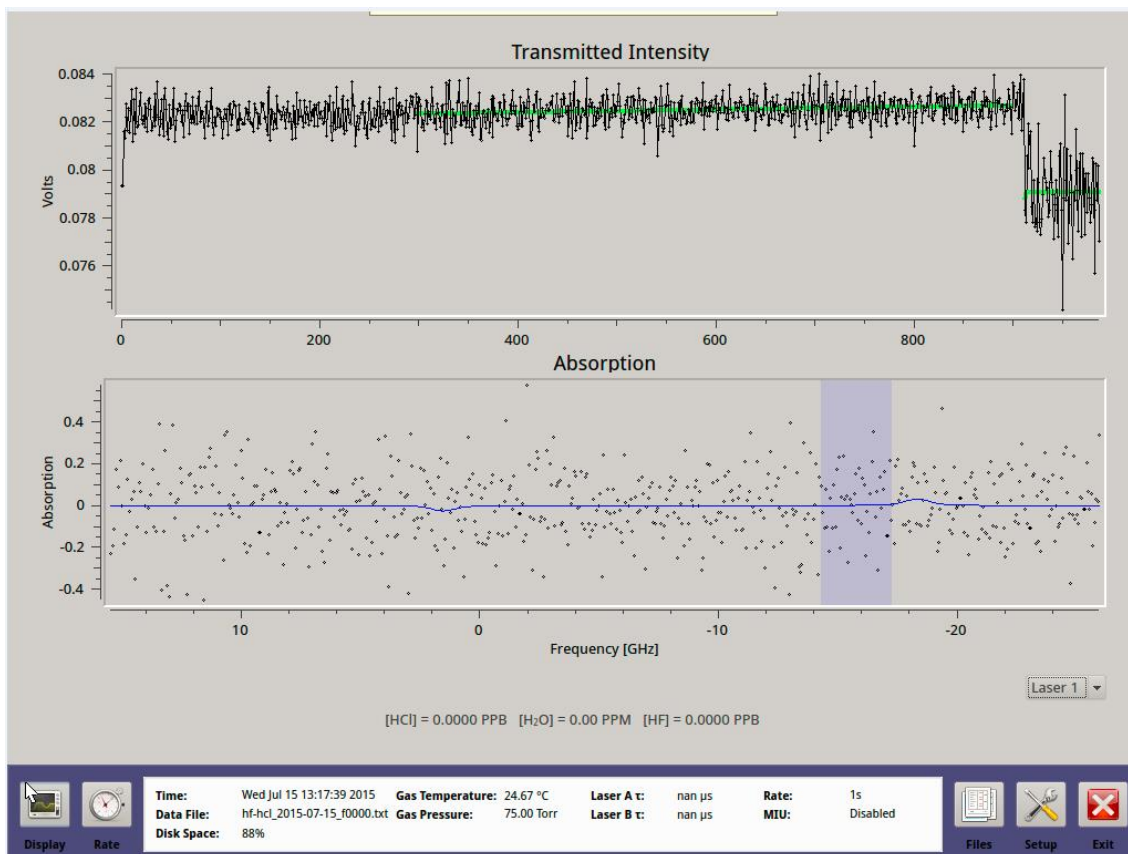 Transmitted Intensity
0.084
0.082
0.08
0.078
0.076
Volts
0 200 400 600 800
Absorption
0.4
0.2
0
-0.2
-0.4
Absorption
10 0 -10 -20
Frequency [GHz]
Laser 1
[HCl] = 0.0000 PPB [H₂O] = 0.00 PPM [HF] = 0.0000 PPB
Time: Wed Jul 15 13:17:39 2015 Gas Temperature: 24.67 °C Laser A τ: nan μs Rate: 1s
Data File: hf-hcl_2015-07-15_f0000.txt Gas Pressure: 75.00 Torr Laser B τ: nan μs MIU: Disabled
Disk Space: 88%
Display Rate Files Setup Exit